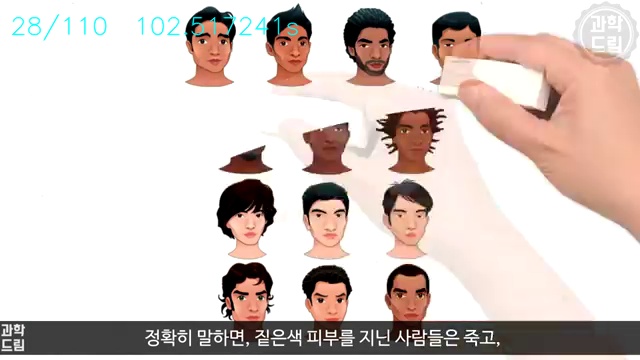 28/110 102.517241s
과학
드림
과학
드림
정확히 말하면, 짙은색 피부를 지닌 사람들은 죽고,